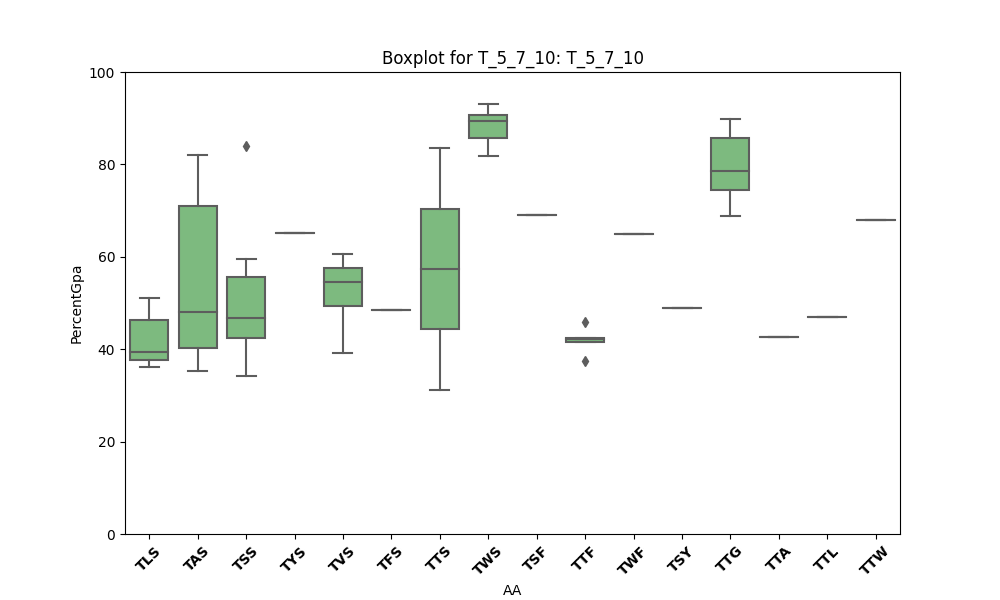 Boxplot for T_5_7_10: T_5_7_10
100
80
60
40
20
0
PercentGpa
TLS TAS TSS TYS TVS TFS TTS TWS TSF TTF TWF TSY TTG TTA TTL TTW
AA